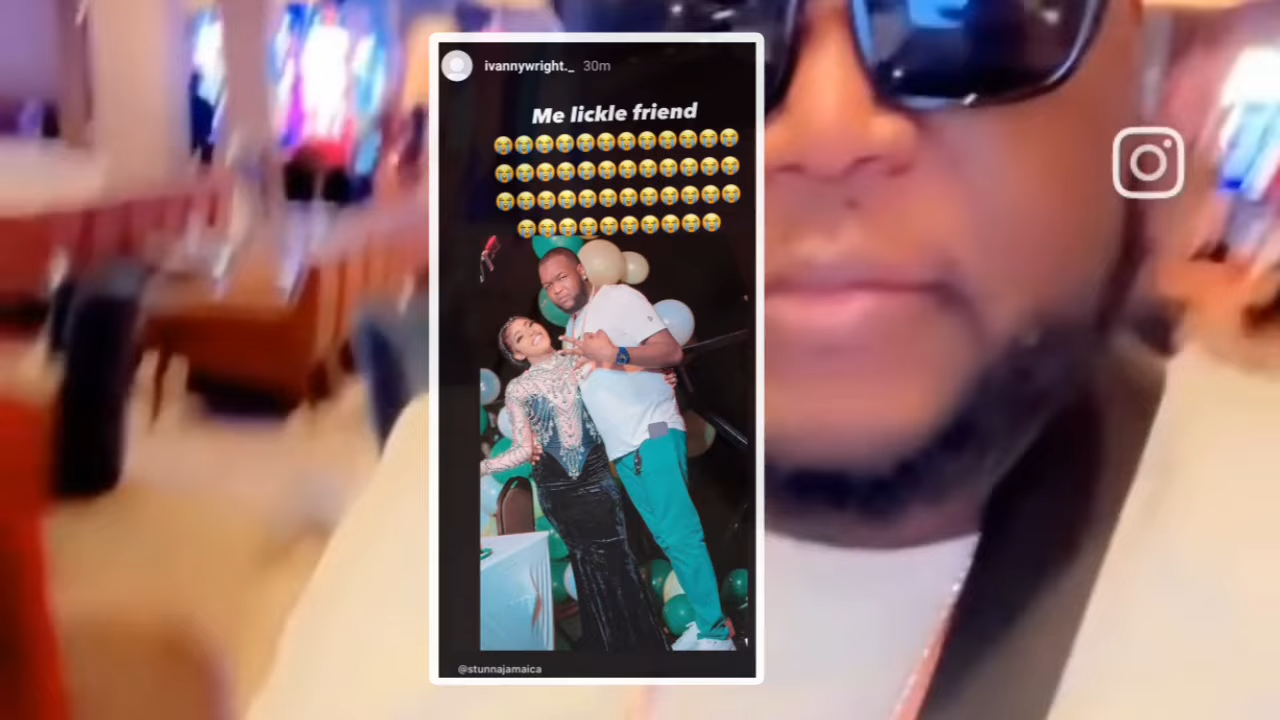 ivannywright._ 30m
Me lickle friend
😭😭😭😭😭😭😭😭😭😭😭😭
😭😭😭😭😭😭😭😭😭😭😭😭
😭😭😭😭😭😭😭😭😭😭😭😭
😭😭😭😭😭😭😭😭😭😭
@stunnajamaica